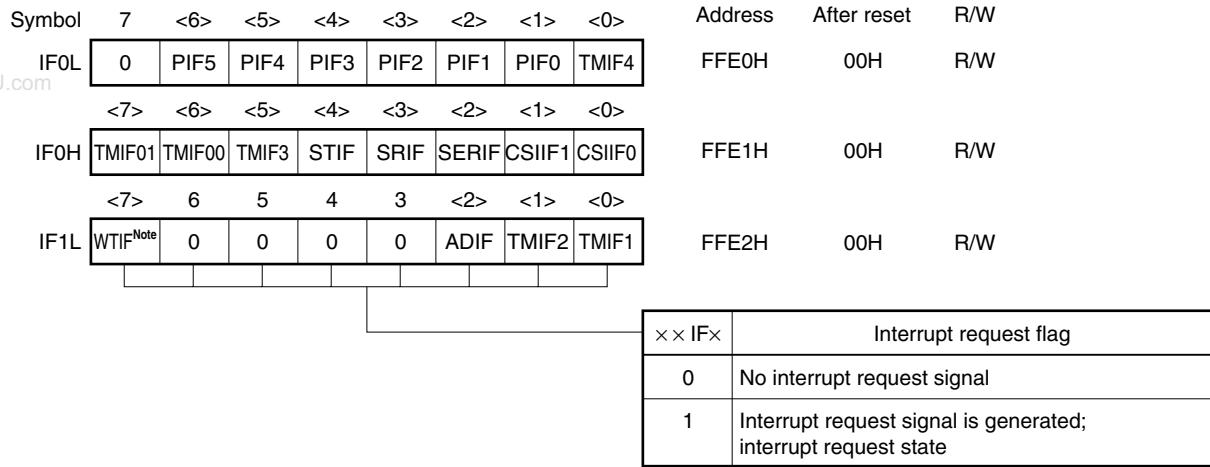 Symbol 7 <6> <5> <4> <3> <2> <1> <0> Address After reset R/W
IF0L 0 PIF5 PIF4 PIF3 PIF2 PIF1 PIF0 TMIF4 FFE0H 00H R/W
J.com
<7> <6> <5> <4> <3> <2> <1> <0>
IF0H TMIF01 TMIF00 TMIF3 STIF SRIF SERIF CSIIF1 CSIIF0 FFE1H 00H R/W
<7> 6 5 4 3 <2> <1> <0>
IF1L WTIF Note 0 0 0 0 ADIF TMIF2 TMIF1 FFE2H 00H R/W
××IF× Interrupt request flag
0 No interrupt request signal
1 Interrupt request signal is generated;
interrupt request state